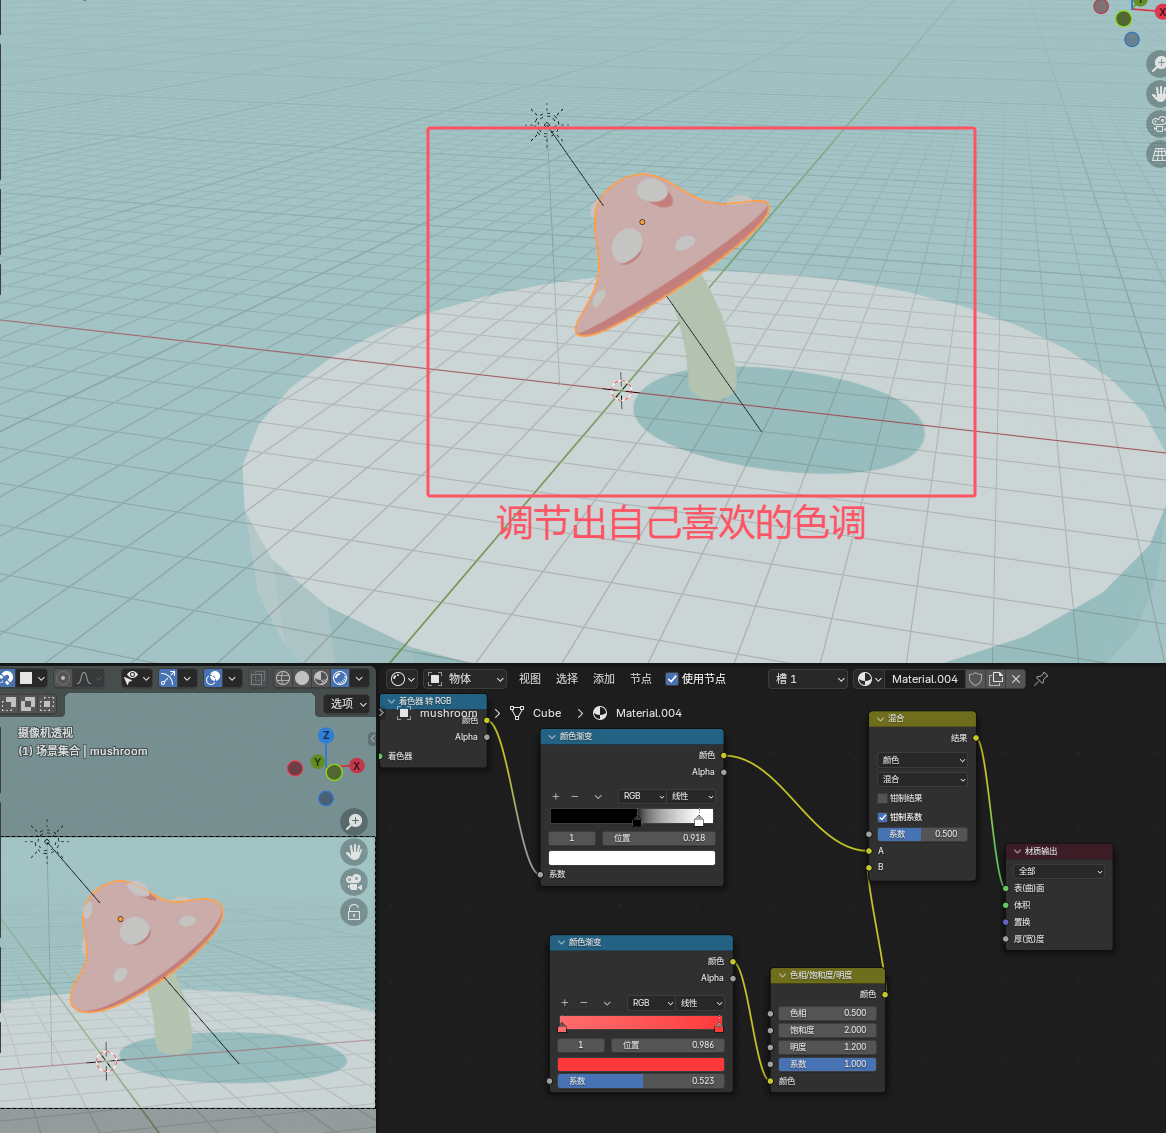 X
调节出自己喜欢的色调
选项
摄像机透视
(1) 场景集合 | mushroom
Z
Y
X
物体
视图
选择
添加
节点
使用节点
槽 1
Material.004
mushroom
Cube
Material.004
着色器 转 RGB
颜色
Alpha
着色器
颜色渐变
颜色
Alpha
RGB
线性
1
位置
0.918
系数
混合
结果
颜色
混合
钳制结果
钳制系数
系数
0.500
A
B
材质输出
全部
表(曲)面
体积
置换
厚(宽)度
颜色渐变
颜色
Alpha
RGB
线性
1
位置
0.986
系数
0.523
色相/饱和度/明度
颜色
色相
0.500
饱和度
2.000
明度
1.200
系数
1.000
颜色